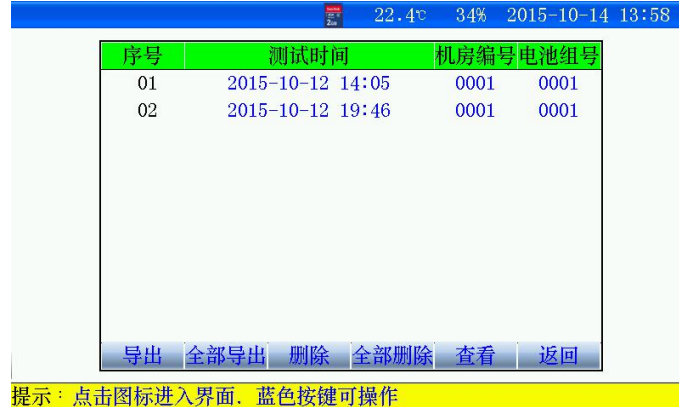 22.4℃ 34% 2015-10-14 13:58
序号 测试时间 机房编号 电池组号
01 2015-10-12 14:05 0001 0001
02 2015-10-12 19:46 0001 0001
导出 全部导出 删除 全部删除 查看 返回
提示：点击图标进入界面．蓝色按键可操作